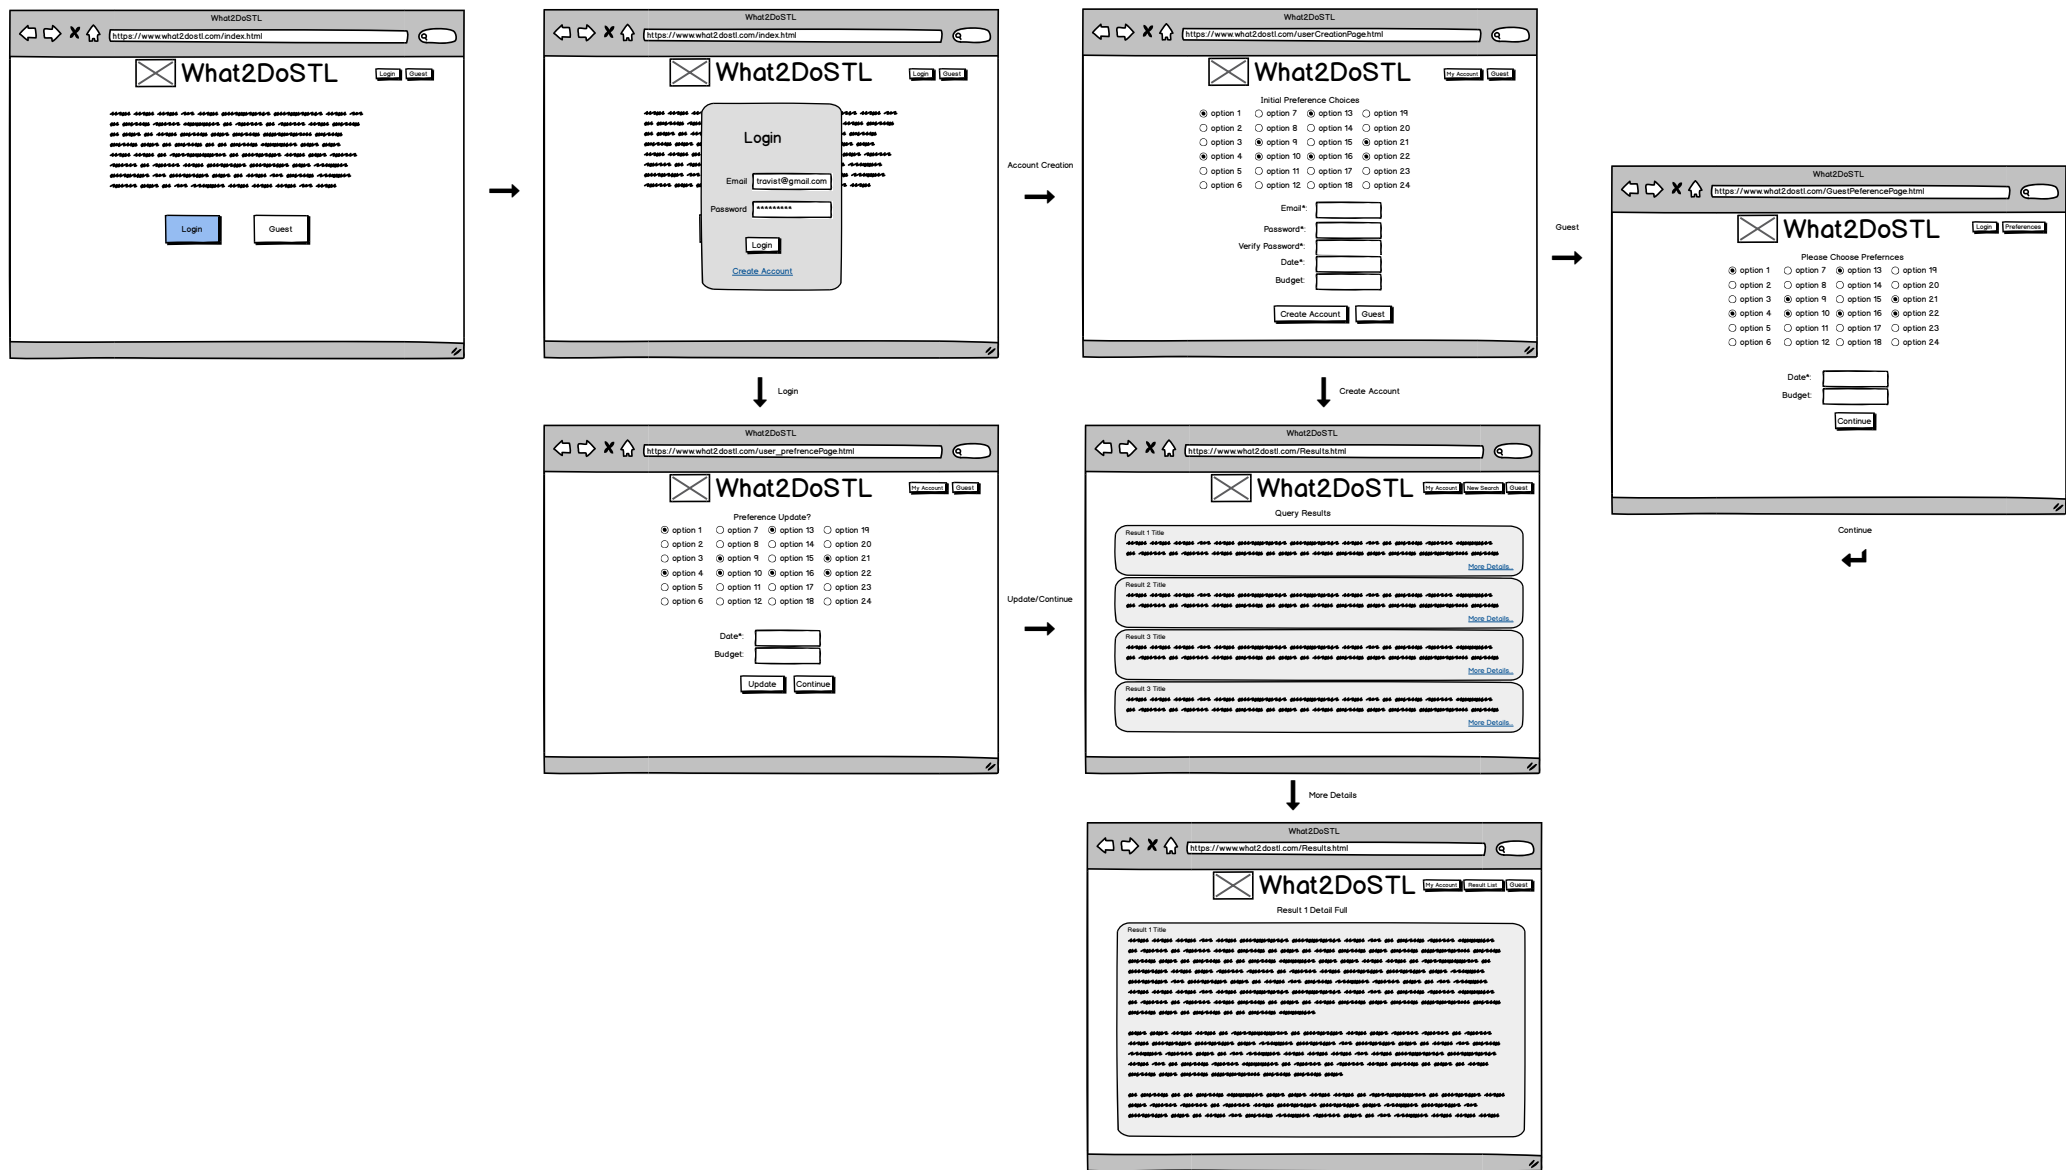 What2DoSTL
https://www.what2dostl.com/index.html
What2DoSTL
Login Guest
Login Guest
What2DoSTL
https://www.what2dostl.com/index.html
What2DoSTL
Login Guest
Login
Email travist@gmail.com
Password *********
Login
Create Account
Account Creation
What2DoSTL
https://www.what2dostl.com/userCreationPage.html
What2DoSTL
My Account Guest
Initial Preference Choices
option 1 option 7 option 13 option 19
option 2 option 8 option 14 option 20
option 3 option 9 option 15 option 21
option 4 option 10 option 16 option 22
option 5 option 11 option 17 option 23
option 6 option 12 option 18 option 24
Email*:
Password*:
Verify Password*:
Date*:
Budget:
Create Account Guest
Guest
What2DoSTL
https://www.what2dostl.com/GuestPeferencePage.html
What2DoSTL
Login Preferences
Please Choose Prefernces
option 1 option 7 option 13 option 19
option 2 option 8 option 14 option 20
option 3 option 9 option 15 option 21
option 4 option 10 option 16 option 22
option 5 option 11 option 17 option 23
option 6 option 12 option 18 option 24
Date*:
Budget:
Continue
Continue
Login
Create Account
What2DoSTL
https://www.what2dostl.com/user_prefrencePage.html
What2DoSTL
My Account Guest
Preference Update?
option 1 option 7 option 13 option 19
option 2 option 8 option 14 option 20
option 3 option 9 option 15 option 21
option 4 option 10 option 16 option 22
option 5 option 11 option 17 option 23
option 6 option 12 option 18 option 24
Date*:
Budget:
Update Continue
Update/Continue
What2DoSTL
https://www.what2dostl.com/Results.html
What2DoSTL
My Account New Search Guest
Query Results
Result 1 Title
More Details...
Result 2 Title
More Details...
Result 3 Title
More Details...
Result 3 Title
More Details...
More Details
What2DoSTL
https://www.what2dostl.com/Results.html
What2DoSTL
My Account Result List Guest
Result 1 Detail Full
Result 1 Title